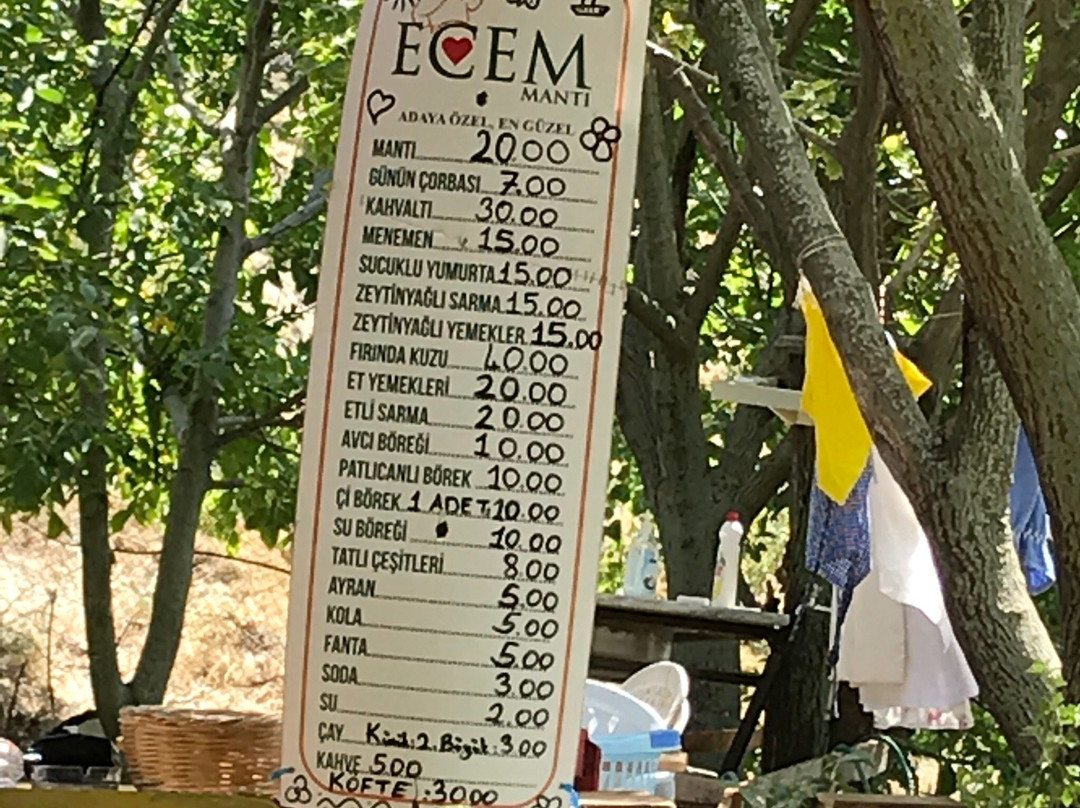 ECEM
MANTI
ADAYA ÖZEL, EN GÜZEL
MANTI 20.00
GÜNÜN ÇORBASI 7.00
KAHVALTI 30.00
MENEMEN 15.00
SUCUKLU YUMURTA 15.00
ZEYTİNYAĞLI SARMA 15.00
ZEYTİNYAĞLI YEMEKLER 15.00
FIRINDA KUZU 40.00
ET YEMEKLERİ 20.00
ETLİ SARMA 20.00
AVCI BÖREĞİ 10.00
PATLICANLI BÖREK 10.00
Çİ BÖREK 1 ADET 10.00
SU BÖREĞİ 10.00
TATLI ÇEŞİTLERİ 8.00
AYRAN 5.00
KOLA 5.00
FANTA 5.00
SODA 3.00
SU 2.00
ÇAY 2. Büyük: 3.00
KAHVE 5.00
KÖFTE : 30.00